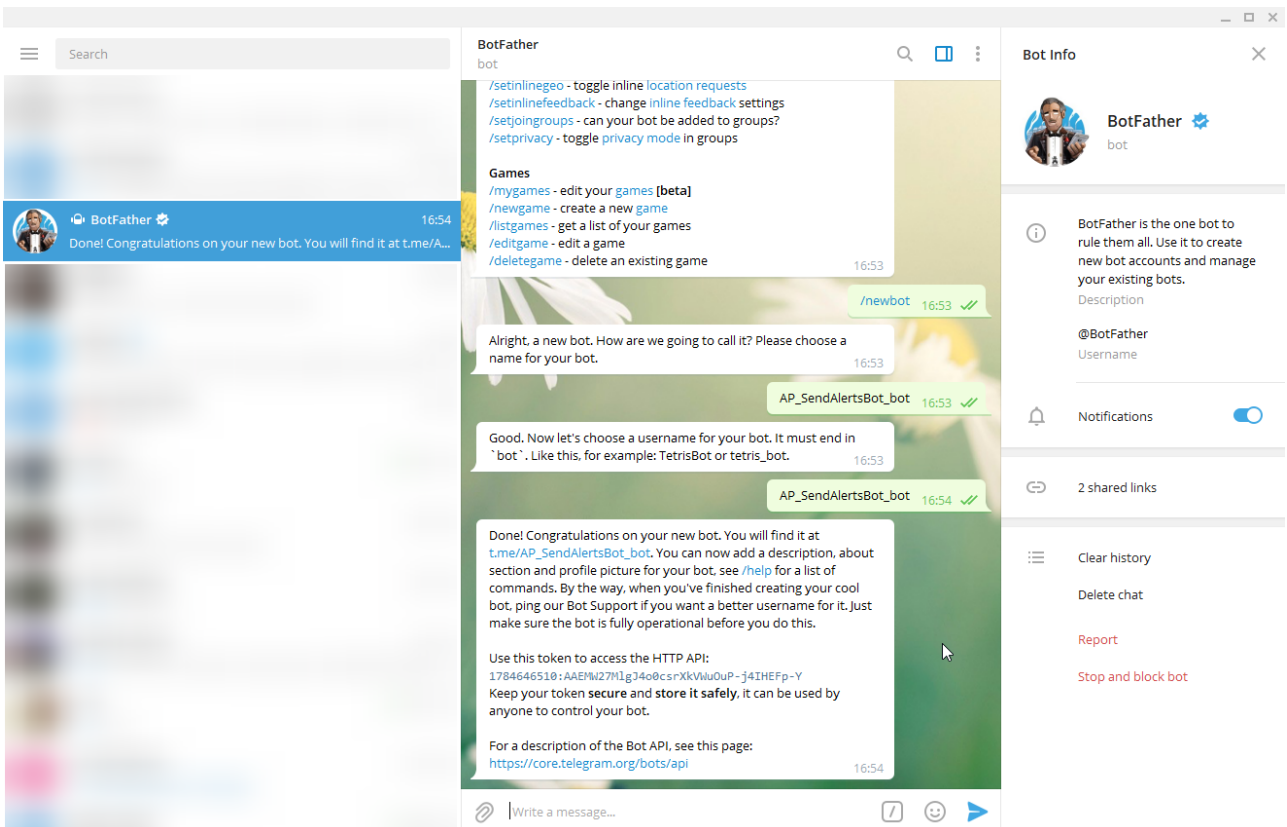 Search
BotFather
16:54
Done! Congratulations on your new bot. You will find it at t.me/A...
BotFather
bot
/setinlinegeo - toggle inline location requests
/setinlinefeedback - change inline feedback settings
/setjoingroups - can your bot be added to groups?
/setprivacy - toggle privacy mode in groups
Games
/mygames - edit your games [beta]
/newgame - create a new game
/listgames - get a list of your games
/editgame - edit a game
/deletegame - delete an existing game
16:53
/newbot 16:53
Alright, a new bot. How are we going to call it? Please choose a
name for your bot.
16:53
AP_SendAlertsBot_bot 16:53
Good. Now let's choose a username for your bot. It must end in
`bot`. Like this, for example: TetrisBot or tetris_bot.
16:53
AP_SendAlertsBot_bot 16:54
Done! Congratulations on your new bot. You will find it at
t.me/AP_SendAlertsBot_bot. You can now add a description, about
section and profile picture for your bot, see /help for a list of
commands. By the way, when you've finished creating your cool
bot, ping our Bot Support if you want a better username for it. Just
make sure the bot is fully operational before you do this.
Use this token to access the HTTP API:
1784646510:AAEMW27MlgJ4o0csrXkVWuOuP-j4IHEFp-Y
Keep your token secure and store it safely, it can be used by
anyone to control your bot.
For a description of the Bot API, see this page:
https://core.telegram.org/bots/api
16:54
Write a message...
Bot Info
BotFather
bot
BotFather is the one bot to
rule them all. Use it to create
new bot accounts and manage
your existing bots.
Description
@BotFather
Username
Notifications
2 shared links
Clear history
Delete chat
Report
Stop and block bot